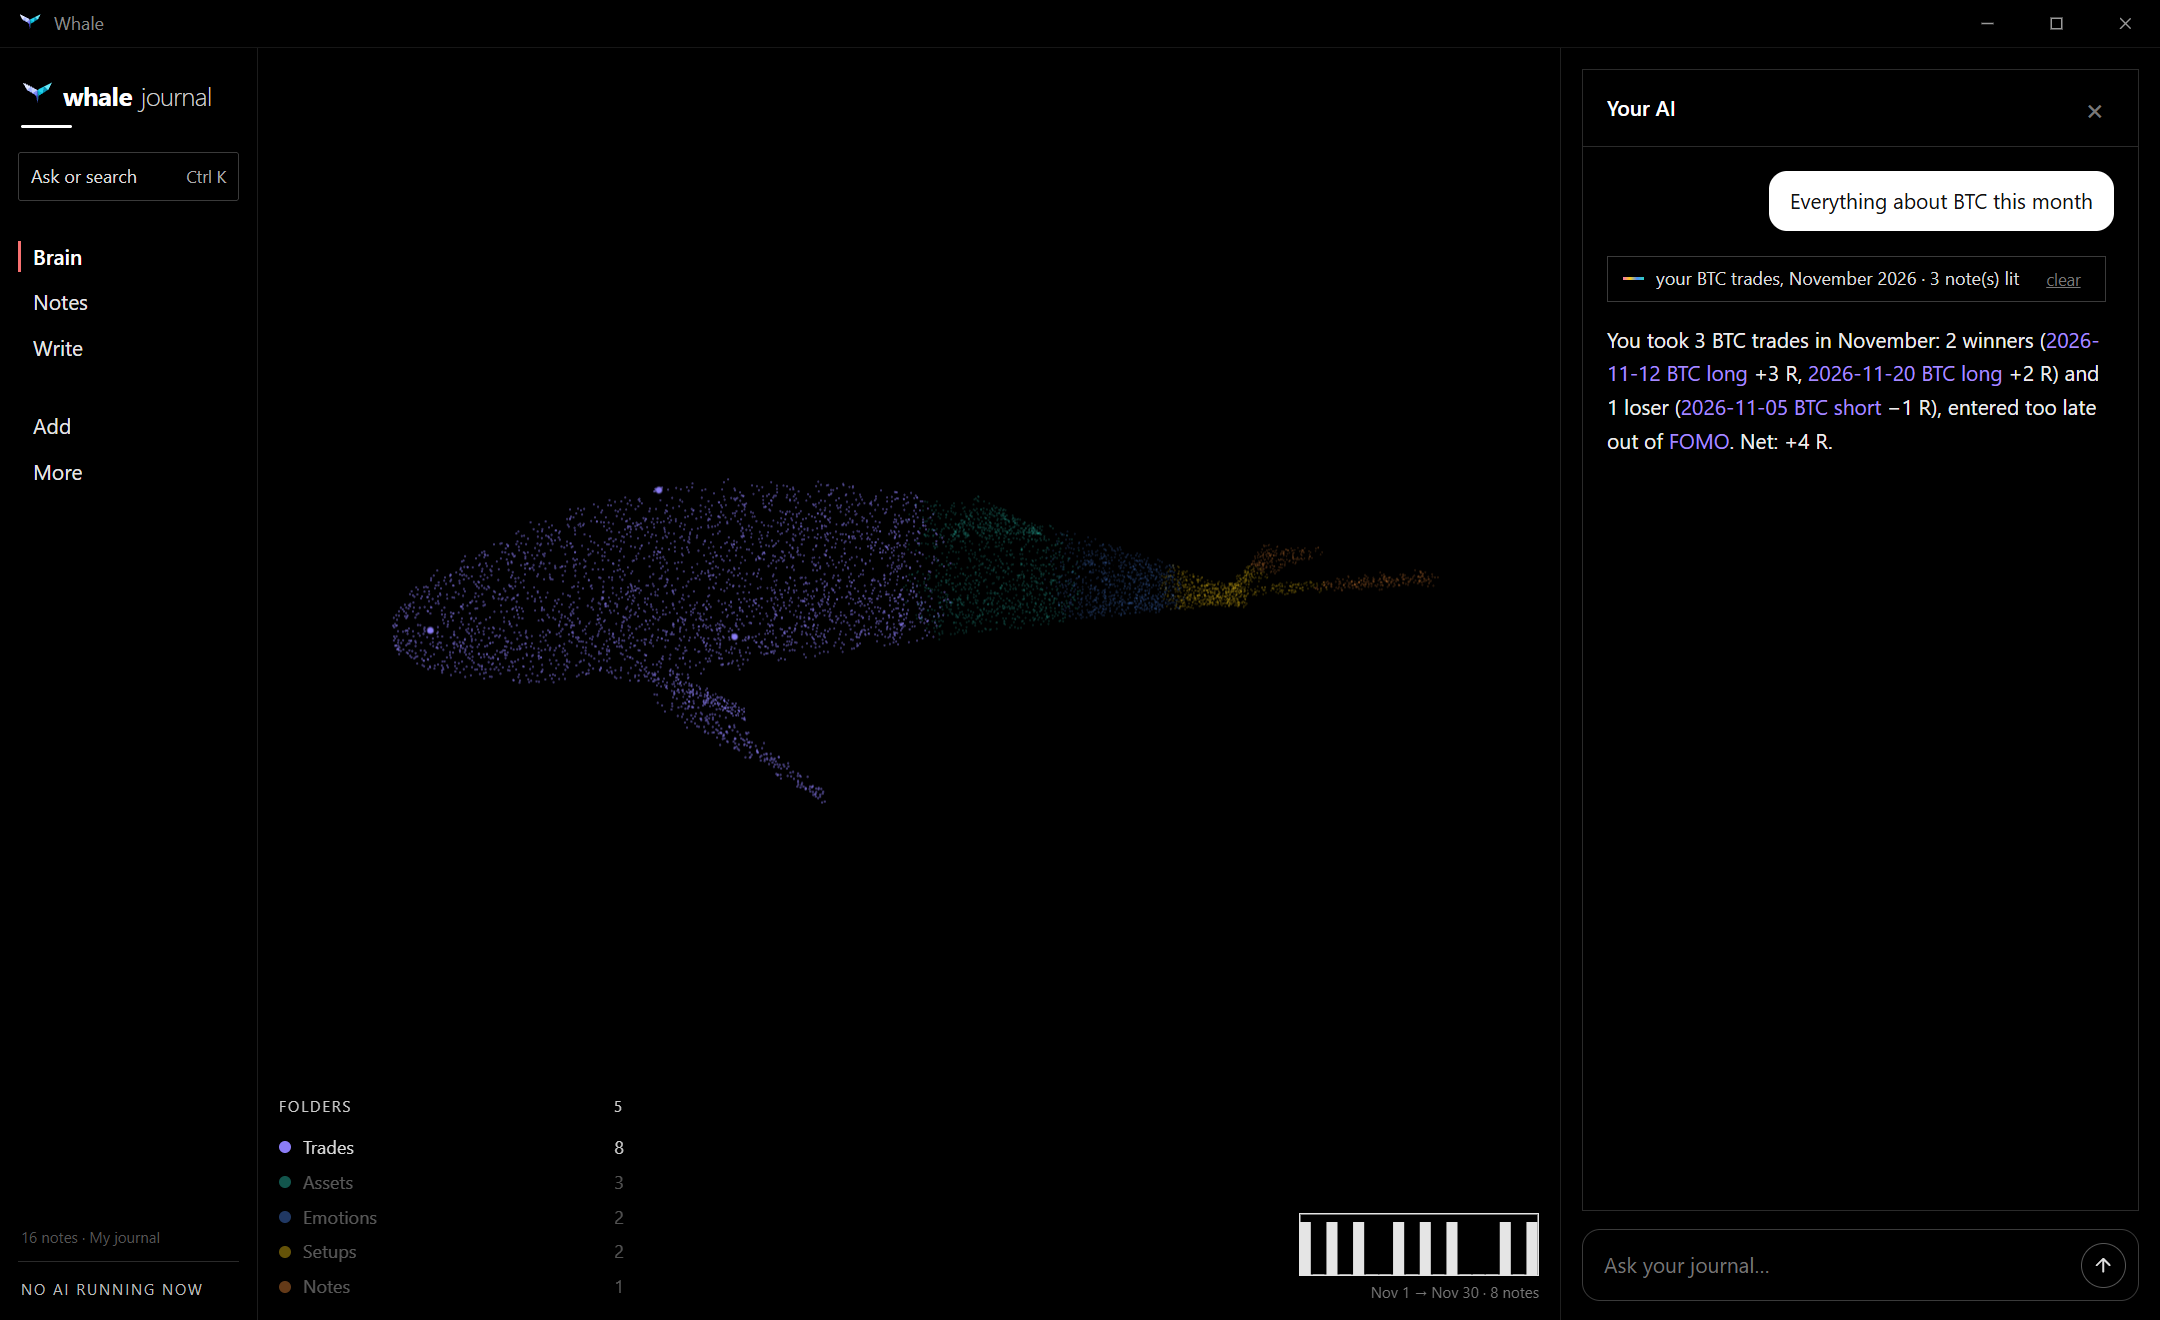 Whale
whale journal
Ask or search Ctrl K
Brain
Notes
Write
Add
More
16 notes · My journal
NO AI RUNNING NOW
FOLDERS 5
Trades 8
Assets 3
Emotions 2
Setups 2
Notes 1
Nov 1 → Nov 30 · 8 notes
Your AI
Everything about BTC this month
your BTC trades, November 2026 · 3 note(s) lit clear
You took 3 BTC trades in November: 2 winners (2026-
11-12 BTC long +3 R, 2026-11-20 BTC long +2 R) and
1 loser (2026-11-05 BTC short −1 R), entered too late
out of FOMO. Net: +4 R.
Ask your journal...